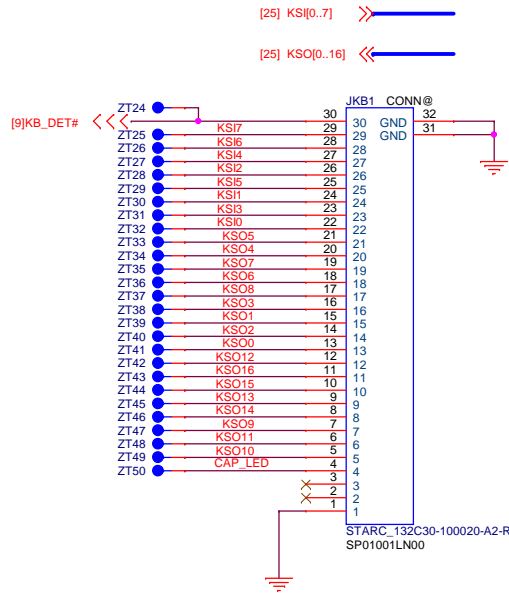 [25] KSI[0..7]
[25] KSO[0..16]
JKB1 CONN@
ZT24
[9]KB_DET#
30 30 GND 32
ZT25 KSI7 29 29 GND 31
ZT26 KSI6 28 28
ZT27 KSI4 27 27
ZT28 KSI2 26 26
ZT29 KSI5 25 25
ZT30 KSI1 24 24
ZT31 KSI3 23 23
ZT32 KSI0 22 22
ZT33 KSO5 21 21
ZT34 KSO4 20 20
ZT35 KSO7 19 19
ZT36 KSO6 18 18
ZT37 KSO8 17 17
ZT38 KSO3 16 16
ZT39 KSO1 15 15
ZT40 KSO2 14 14
ZT41 KSO0 13 13
ZT42 KSO12 12 12
ZT43 KSO16 11 11
ZT44 KSO15 10 10
ZT45 KSO13 9 9
ZT46 KSO14 8 8
ZT47 KSO9 7 7
ZT48 KSO11 6 6
ZT49 KSO10 5 5
ZT50 CAP_LED 4 4
3 3
2 2
1 1
STARC_132C30-100020-A2-R
SP01001LN00